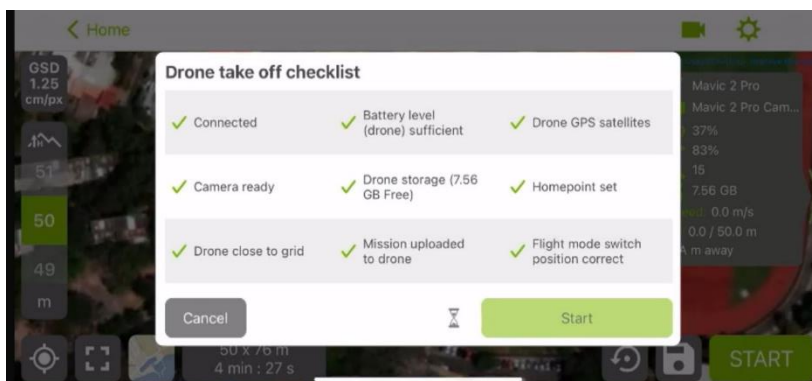 Home
GSD
1.25
cm/px
51
50
49
m
Drone take off checklist
Connected
Battery level
(drone) sufficient
Drone GPS satellites
Camera ready
Drone storage (7.56
GB Free)
Homepoint set
Drone close to grid
Mission uploaded
to drone
Flight mode switch
position correct
Cancel
Start
Mavic 2 Pro
Mavic 2 Pro Cam...
37%
83%
15
7.56 GB
0.0 m/s
0.0 / 50.0 m
m away
50 x 76 m
4 min : 27 s
START